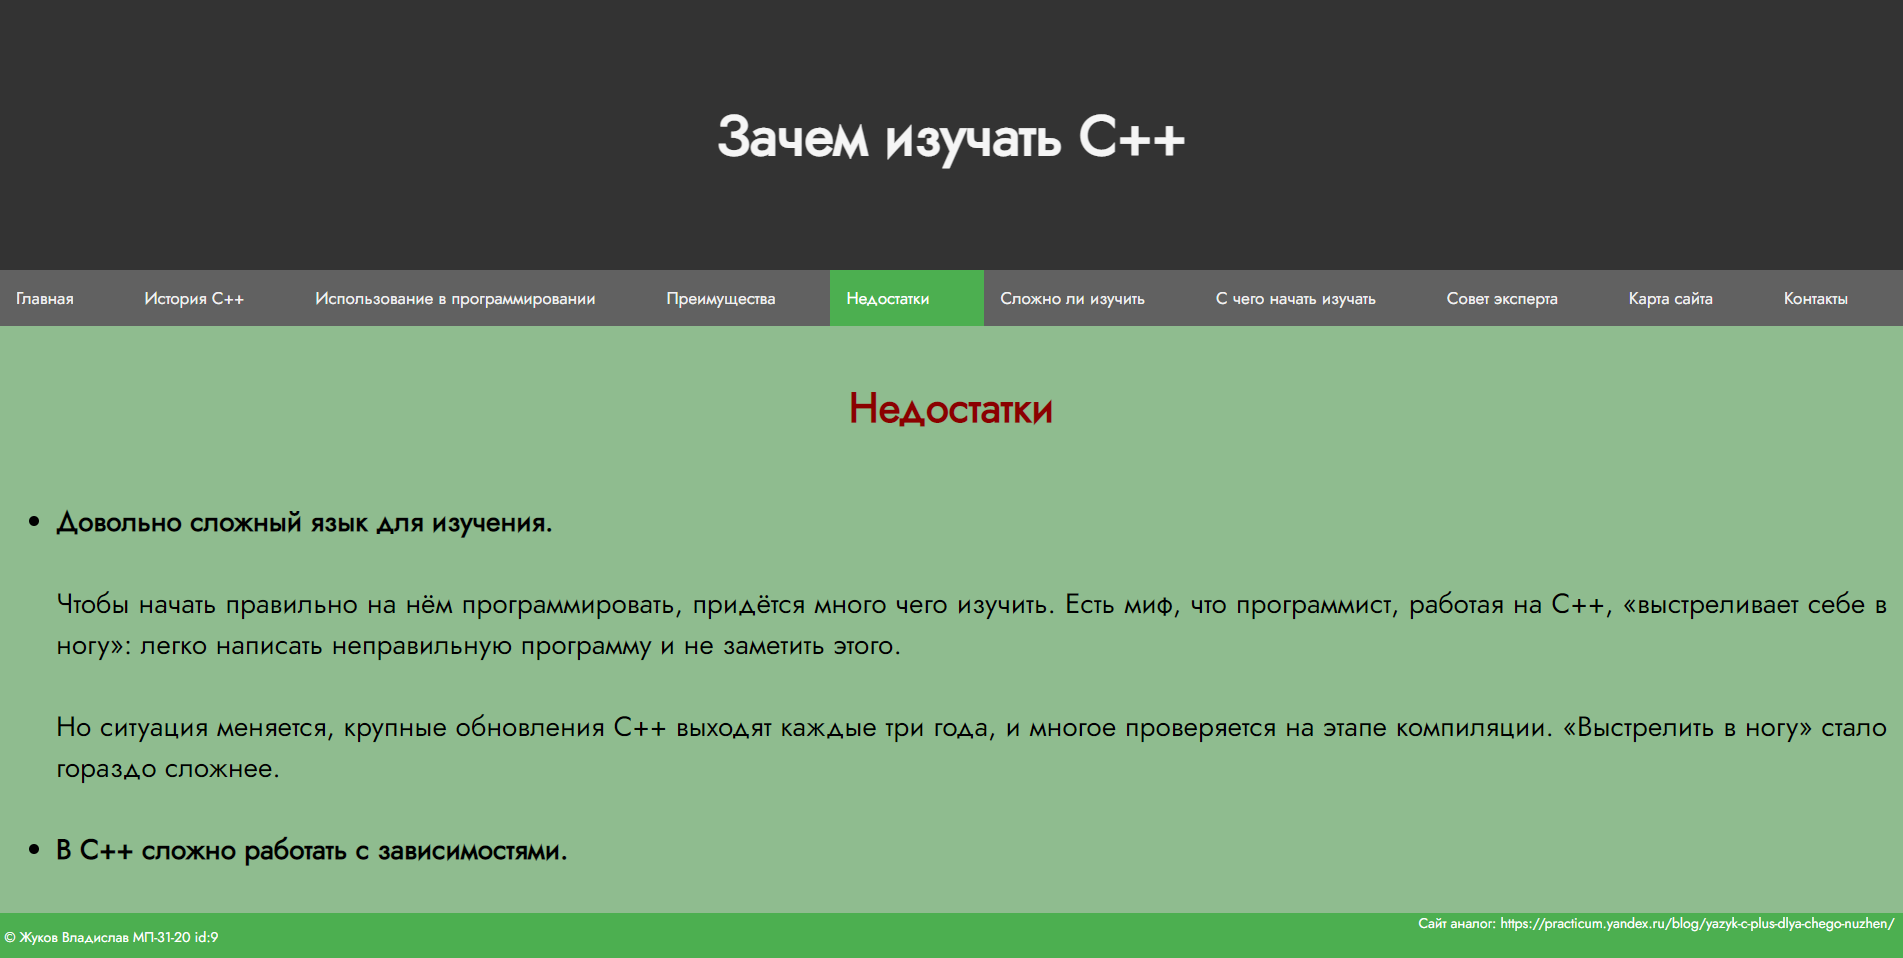 Зачем изучать C++
Главная
История C++
Использование в программировании
Преимущества
Недостатки
Сложно ли изучить
С чего начать изучать
Совет эксперта
Карта сайта
Контакты
Недостатки
• Довольно сложный язык для изучения.
Чтобы начать правильно на нём программировать, придётся много чего изучить. Есть миф, что программист, работая на C++, «выстреливает себе в
ногу»: легко написать неправильную программу и не заметить этого.
Но ситуация меняется, крупные обновления C++ выходят каждые три года, и многое проверяется на этапе компиляции. «Выстрелить в ногу» стало
гораздо сложнее.
• В C++ сложно работать с зависимостями.
Сайт аналог: https://practicum.yandex.ru/blog/yazyk-c-plus-dlya-chego-nuzhen/
© Жуков Владислав МП-31-20 id:9